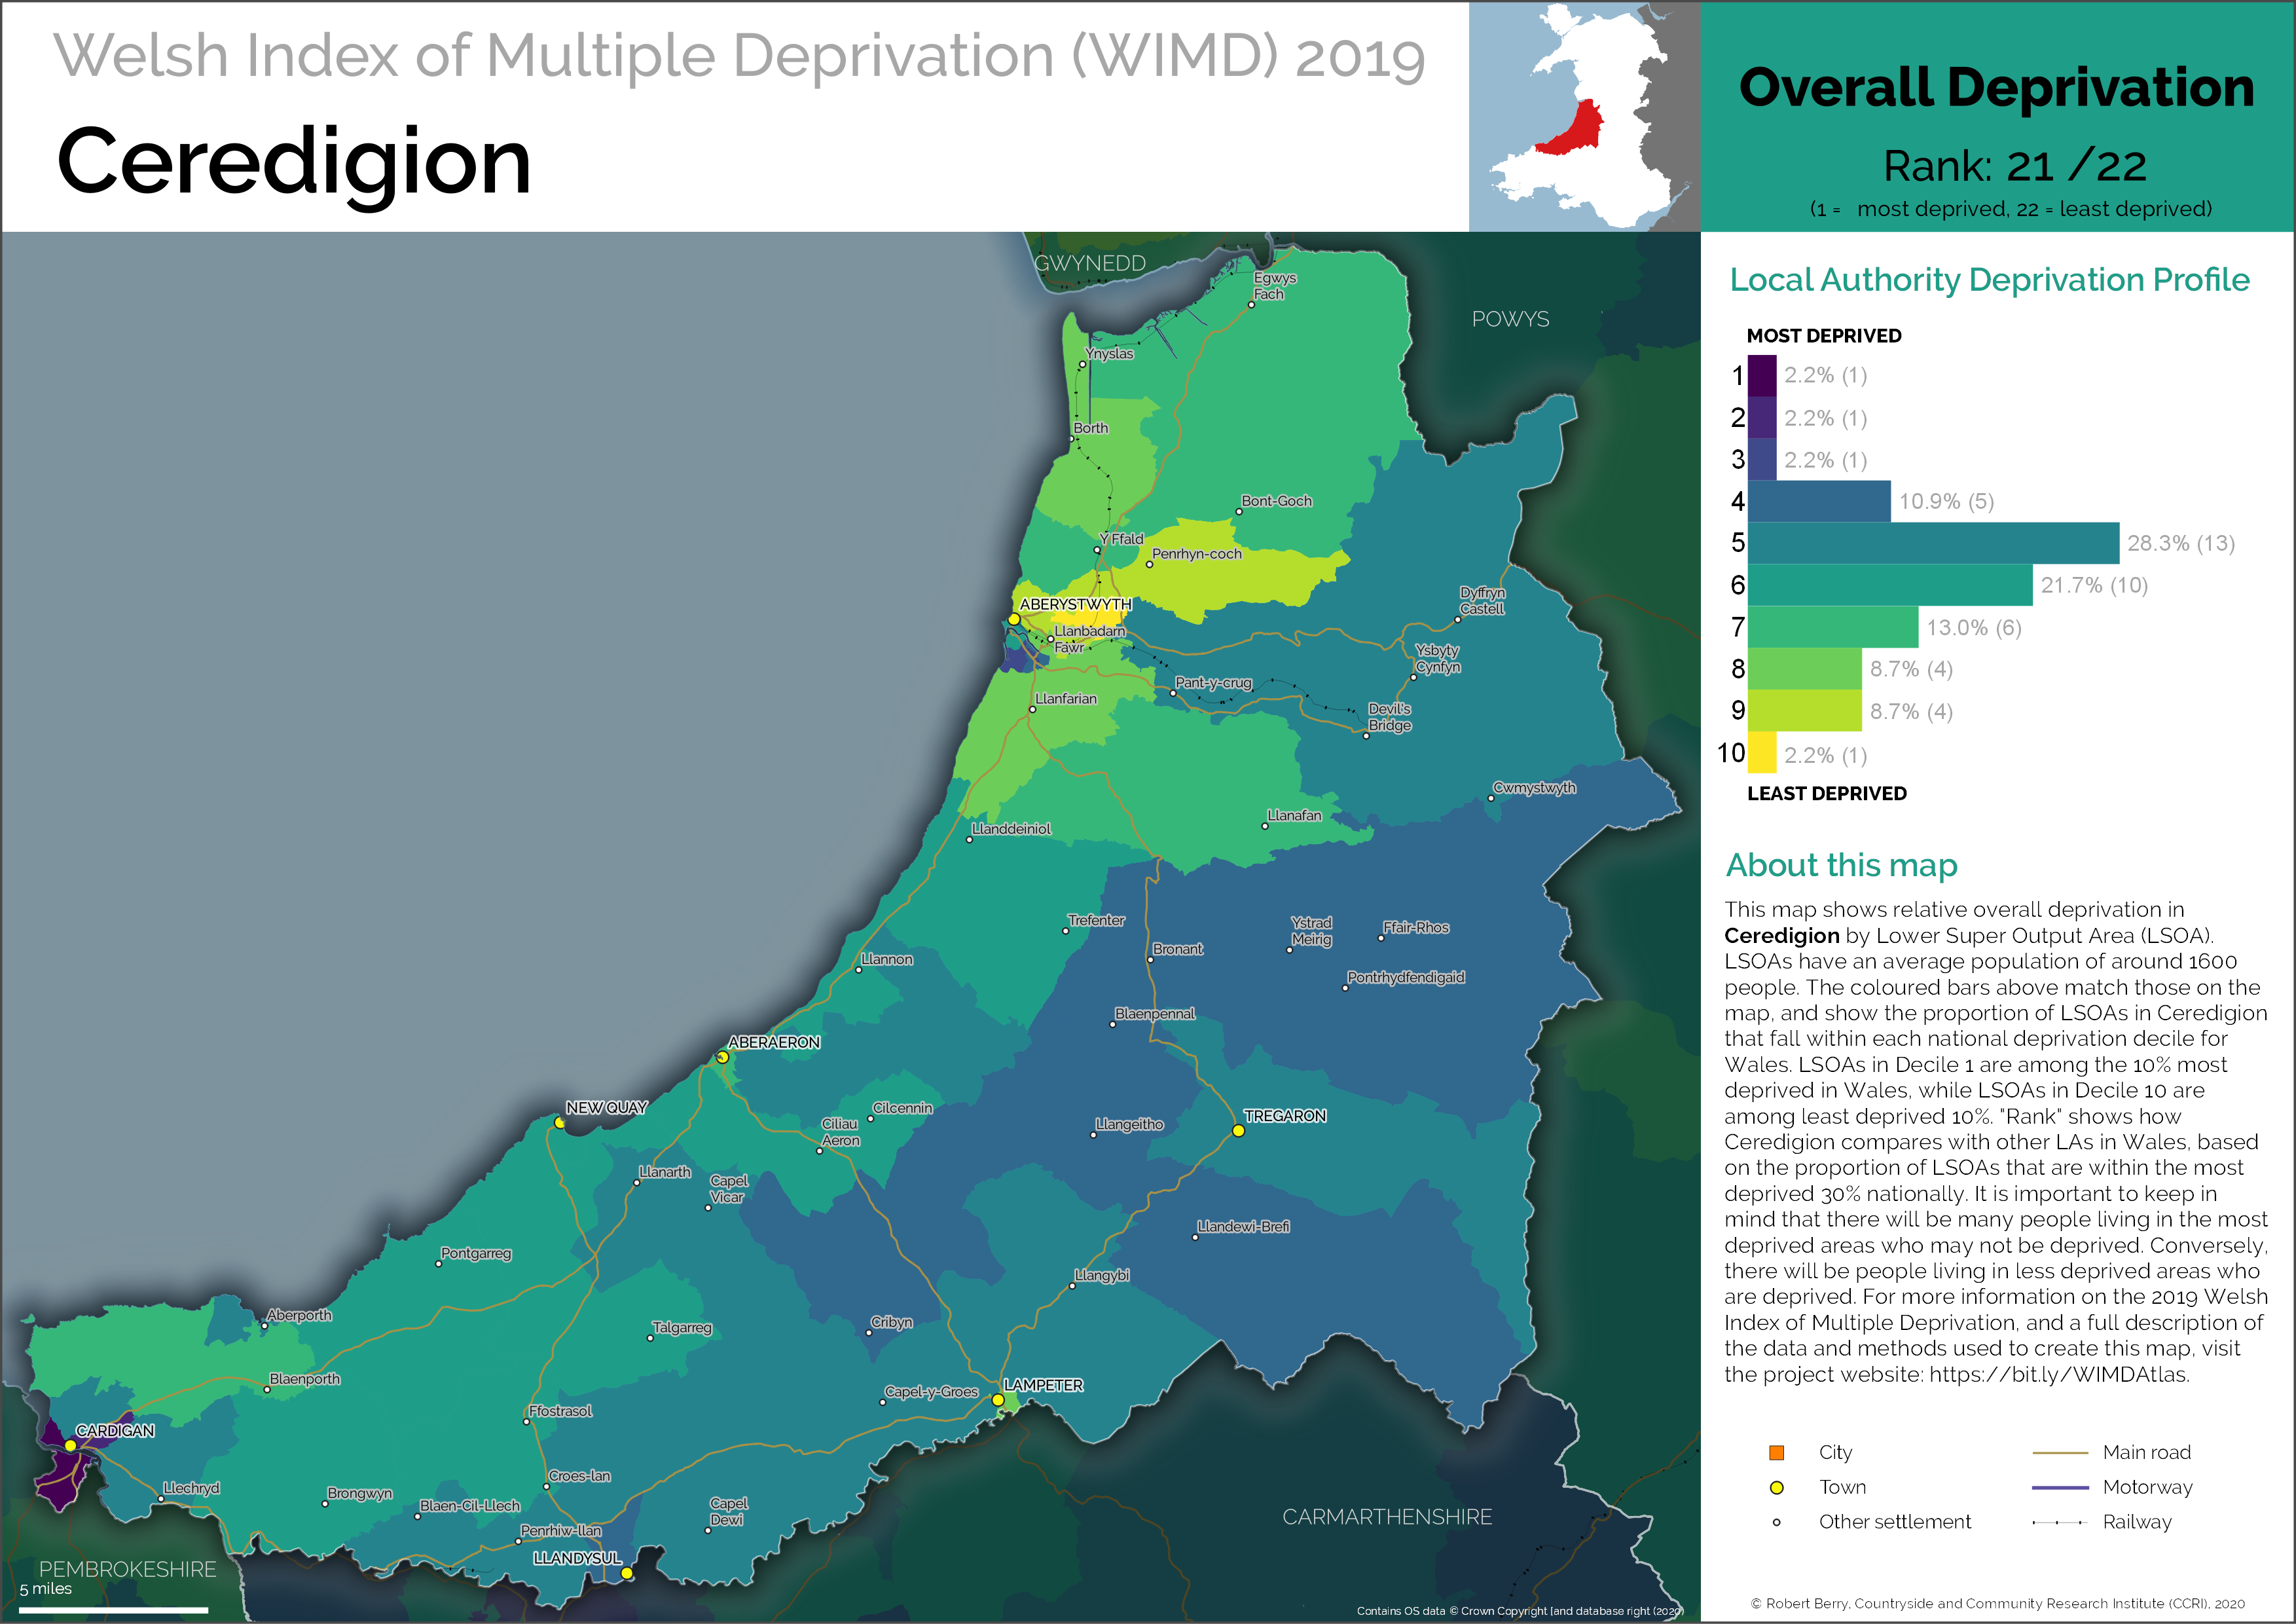 Welsh Index of Multiple Deprivation (WIMD) 2019
Ceredigion
Overall Deprivation
Rank: 21 /22
(1 = most deprived, 22 = least deprived)
Local Authority Deprivation Profile
MOST DEPRIVED
1 2.2% (1)
2 2.2% (1)
3 2.2% (1)
4 10.9% (5)
5 28.3% (13)
6 21.7% (10)
7 13.0% (6)
8 8.7% (4)
9 8.7% (4)
10 2.2% (1)
LEAST DEPRIVED
About this map
This map shows relative overall deprivation in
Ceredigion by Lower Super Output Area (LSOA).
LSOAs have an average population of around 1600
people. The coloured bars above match those on the
map, and show the proportion of LSOAs in Ceredigion
that fall within each national deprivation decile for
Wales. LSOAs in Decile 1 are among the 10% most
deprived in Wales, while LSOAs in Decile 10 are
among least deprived 10%. "Rank" shows how
Ceredigion compares with other LAs in Wales, based
on the proportion of LSOAs that are within the most
deprived 30% nationally. It is important to keep in
mind that there will be many people living in the most
deprived areas who may not be deprived. Conversely,
there will be people living in less deprived areas who
are deprived. For more information on the 2019 Welsh
Index of Multiple Deprivation, and a full description of
the data and methods used to create this map, visit
the project website: https://bit.ly/WIMDAtlas.
City
Main road
Town
Motorway
Other settlement
Railway
© Robert Berry, Countryside and Community Research Institute (CCRI), 2020
GWYNEDD
Egwys
Fach
POWYS
Ynyslas
Borth
Bont-Goch
Y Ffald
Penrhyn-coch
ABERYSTWYTH
Dyffryn
Castell
Llanbadarn
Fawr
Ysbyty
Cynfyn
Pant-y-crug
Llanfarian
Devil's
Bridge
Cwmystwyth
Llanafan
Llanddeiniol
Trefenter
Ystrad
Meirig
Ffair-Rhos
Bronant
Llannon
Pontrhydfendigaid
Blaenpennal
ABERAERON
NEW QUAY
Cilcennin
TREGARON
Ciliau
Aeron
Llangeitho
Llanarth
Capel
Vicar
Llandewi-Brefi
Pontgarreg
Llangybi
Aberporth
Talgarreg
Cribyn
Blaenporth
LAMPETER
Capel-y-Groes
Ffostrasol
CARDIGAN
Croes-lan
Llechryd
Brongwyn
Blaen-Cil-Llech
Capel
Dewi
CARMARTHENSHIRE
Penrhiw-llan
LLANDYSUL
PEMBROKESHIRE
5 miles
Contains OS data © Crown Copyright [and database right (2020)